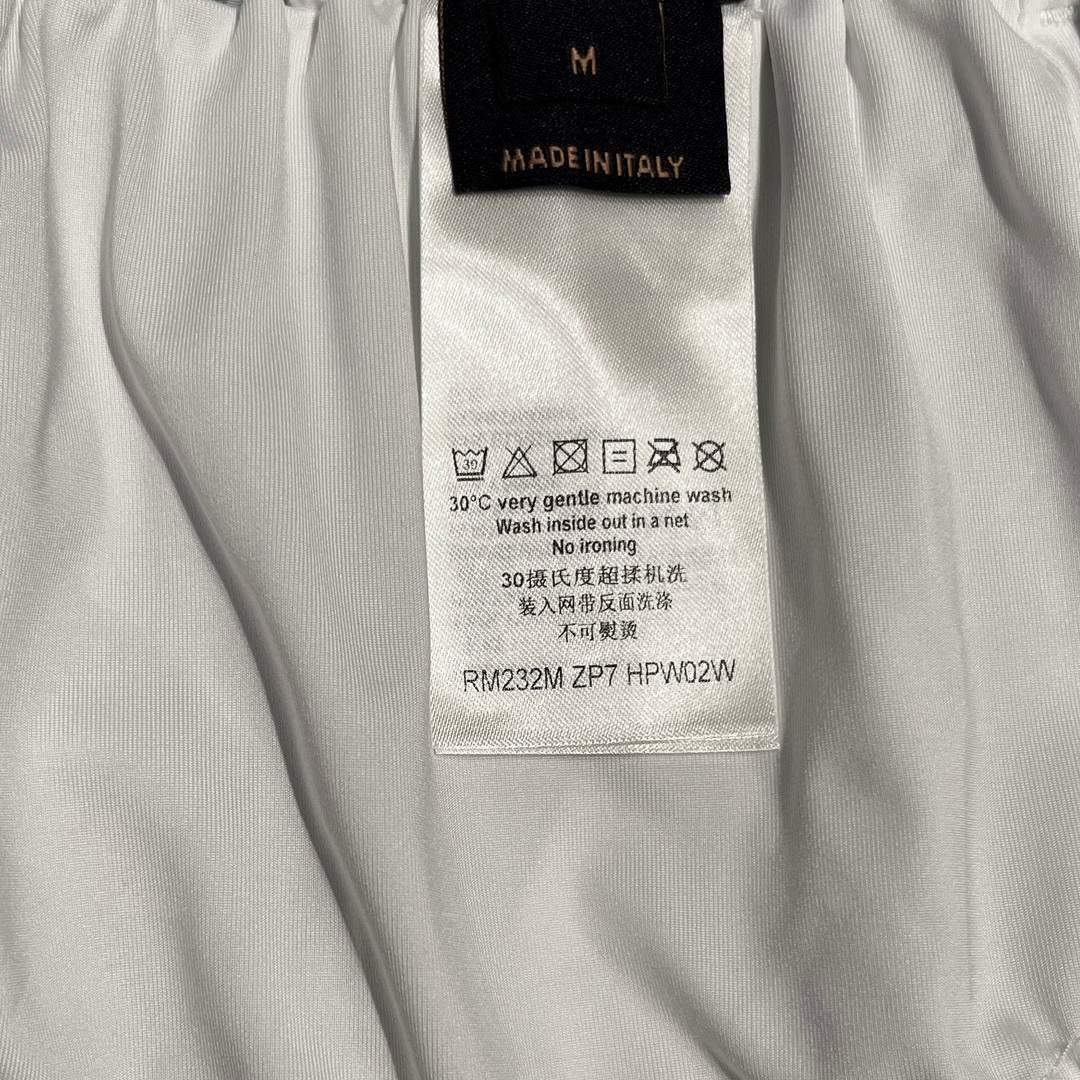 M
MADE IN ITALY
30
30°C very gentle machine wash
Wash inside out in a net
No ironing
30摄氏度超揉机洗
装入网带反面洗涤
不可熨烫
RM232M ZP7 HPW02W